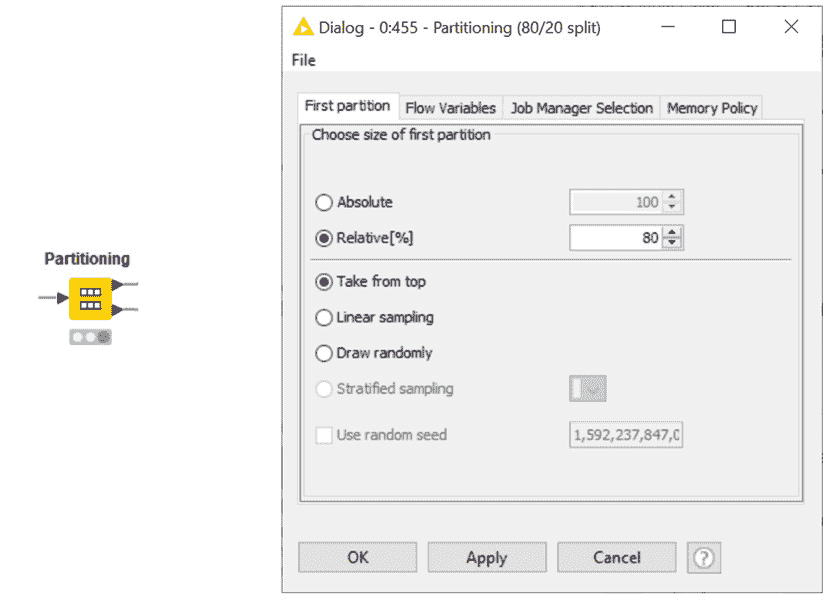 Dialog - 0:455 - Partitioning (80/20 split)
File
First partition Flow Variables Job Manager Selection Memory Policy
Choose size of first partition
Absolute 100
Relative[%] 80
Take from top
Linear sampling
Draw randomly
Stratified sampling
Use random seed 1,592,237,847,0
OK Apply Cancel ?
Partitioning